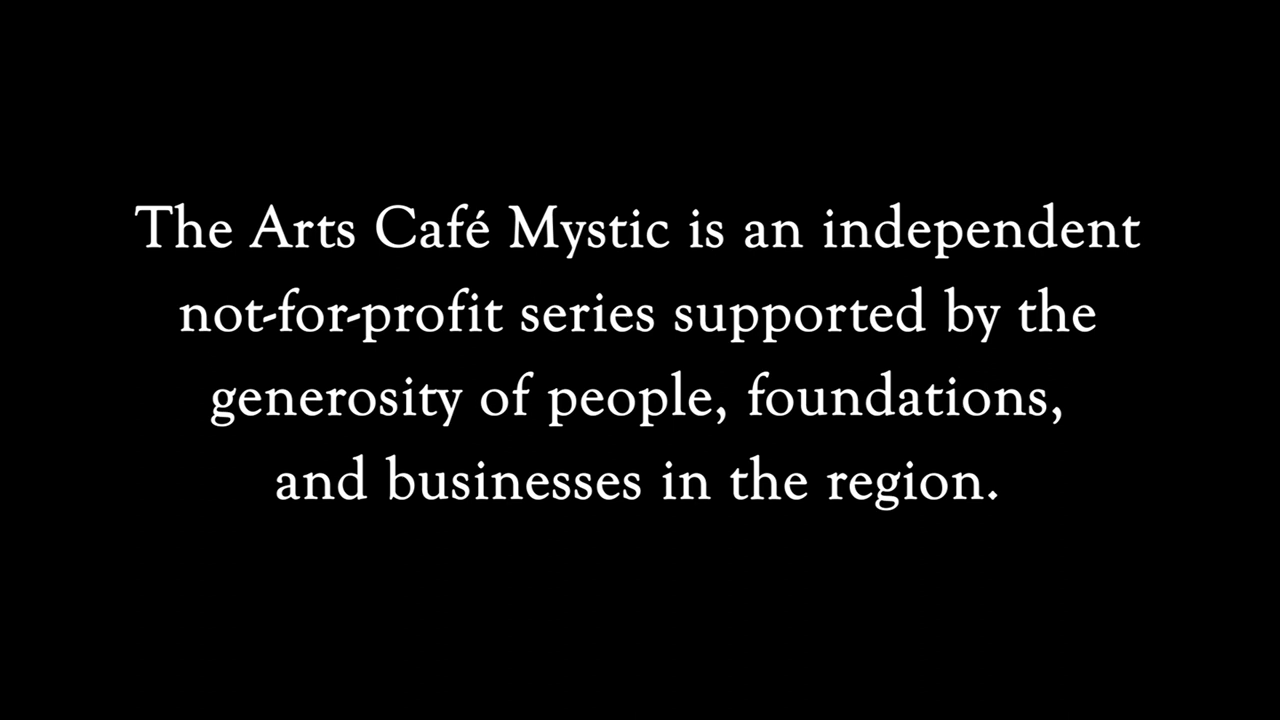 The Arts Café Mystic is an independent
not-for-profit series supported by the
generosity of people, foundations,
and businesses in the region.